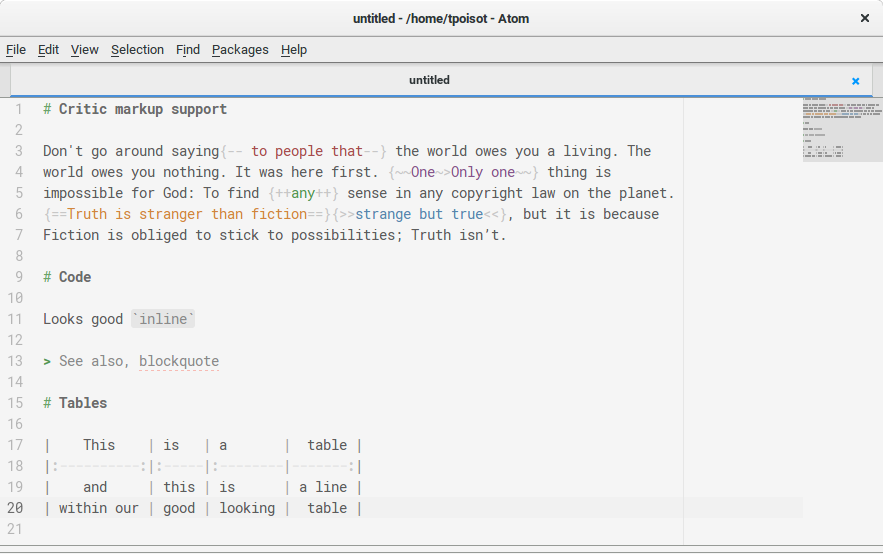 untitled - /home/tpoisot - Atom
×
File Edit View Selection Find Packages Help
untitled ×
1 # Critic markup support
2
3 Don't go around saying{-- to people that--} the world owes you a living. The
4 world owes you nothing. It was here first. {~~One~>Only one~~} thing is
5 impossible for God: To find {++any++} sense in any copyright law on the planet.
6 {==Truth is stranger than fiction==}{>>strange but true<<}, but it is because
7 Fiction is obliged to stick to possibilities; Truth isn’t.
8
9 # Code
10
11 Looks good `inline`
12
13 > See also, blockquote
14
15 # Tables
16
17 |    This    | is   | a       |  table |
18 |:----------:|:-----|:--------|-------:|
19 |    and     | this | is      | a line |
20 | within our | good | looking |  table |
21